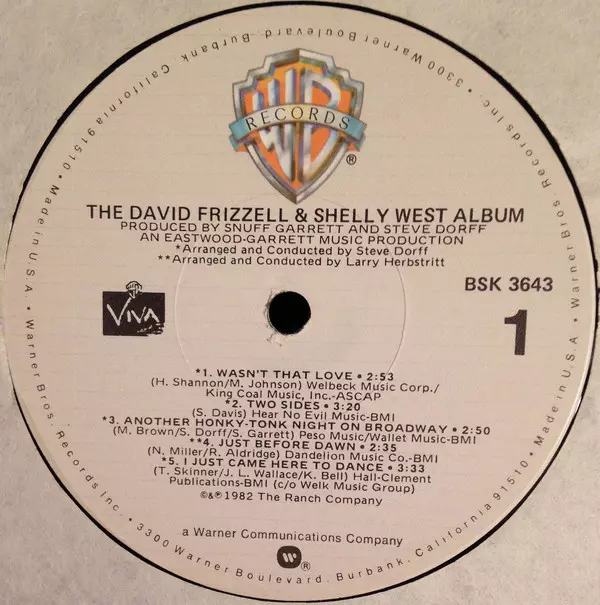 3300 Warner Boulevard . Burbank, California 91510 • Made in U.S.A. • Warner Bros. Records Inc. • 3300 Warner Boulevard . Burbank, California 91510 • Made in U.S.A. • Warner Bros. Records Inc. •
WB
RECORDS
®
THE DAVID FRIZZELL & SHELLY WEST ALBUM
PRODUCED BY SNUFF GARRETT AND STEVE DORFF
AN EASTWOOD-GARRETT MUSIC PRODUCTION
*Arranged and Conducted by Steve Dorff
**Arranged and Conducted by Larry Herbstritt
BSK 3643
VIVA
1
*1. WASN'T THAT LOVE • 2:53
(H. Shannon/M. Johnson) Welbeck Music Corp./
King Coal Music, Inc.-ASCAP
*2. TWO SIDES • 3:20
(S. Davis) Hear No Evil Music-BMI
*3. ANOTHER HONKY-TONK NIGHT ON BROADWAY • 2:50
(M. Brown/S. Dorff/S. Garrett) Peso Music/Wallet Music-BMI
**4. JUST BEFORE DAWN • 2:35
(N. Miller/R. Aldridge) Dandelion Music Co.-BMI
*5. I JUST CAME HERE TO DANCE • 3:33
(T. Skinner/J. L. Wallace/K. Bell) Hall-Clement
Publications-BMI (c/o Welk Music Group)
©&℗ 1982 The Ranch Company
a Warner Communications Company
W ®